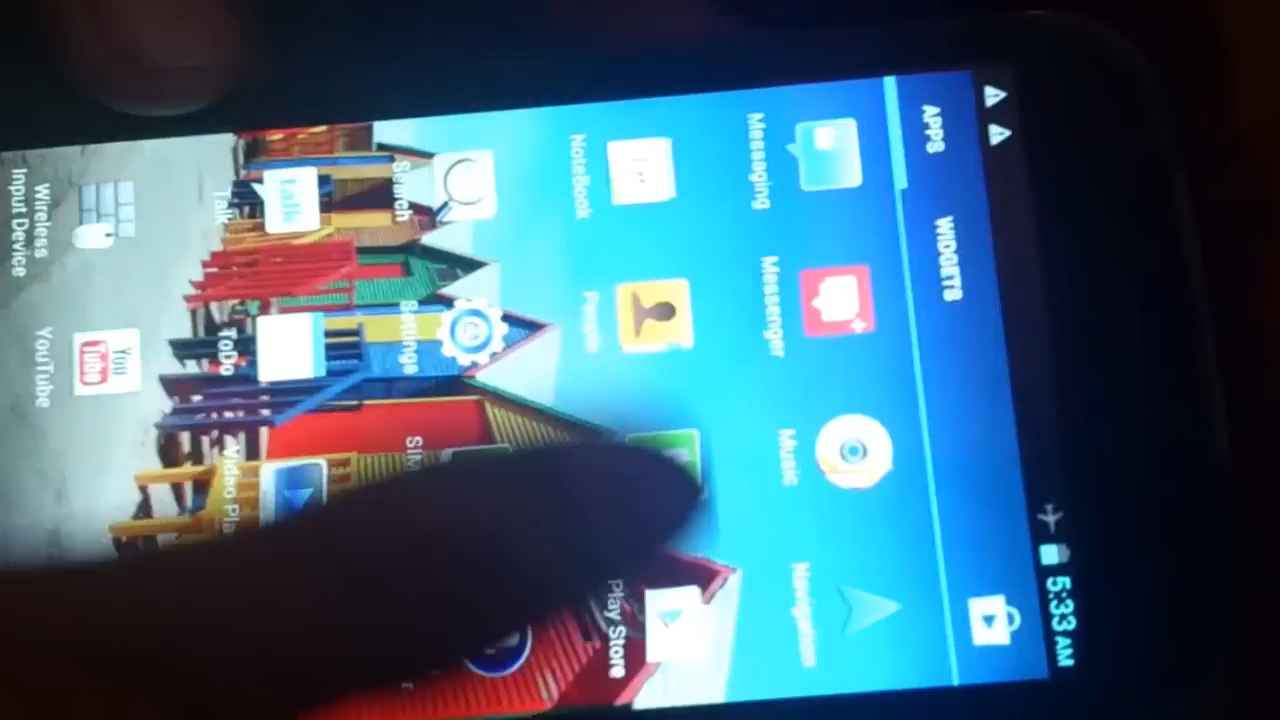 5:33 AM
APPS WIDGETS
Messaging Messenger Music Navigation
NoteBook People Play Store
Search Settings
Talk
talk
ToDo
Wireless
Input Device
YouTube
You
Tube